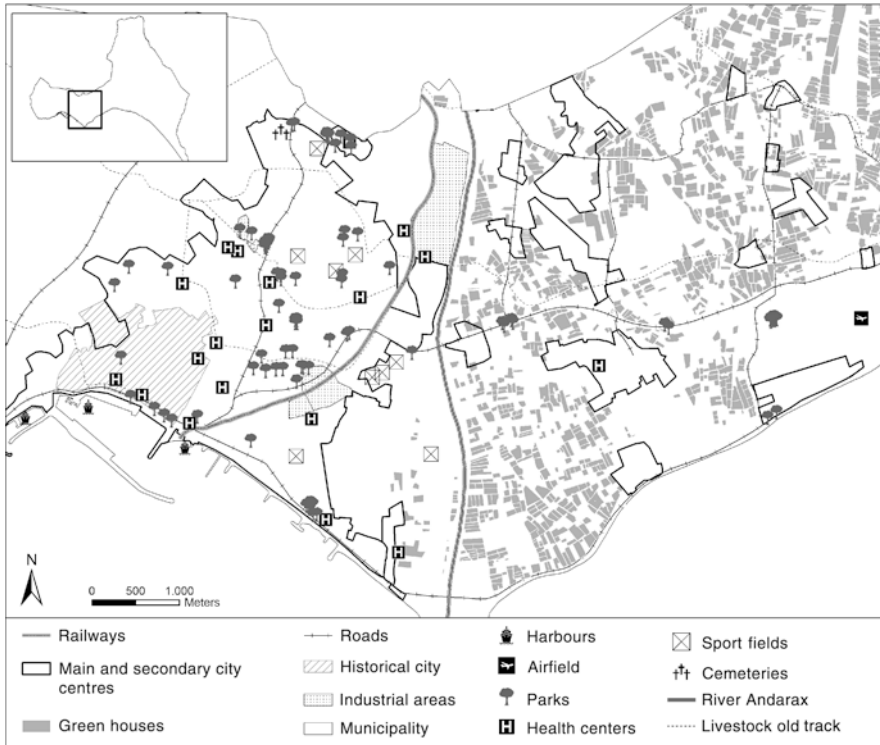 N
0 500 1.000
Meters
Railways
Main and secondary city
centres
Green houses
Roads
Historical city
Industrial areas
Municipality
Harbours
Airfield
Parks
H Health centers
Sport fields
Cemeteries
River Andarax
Livestock old track